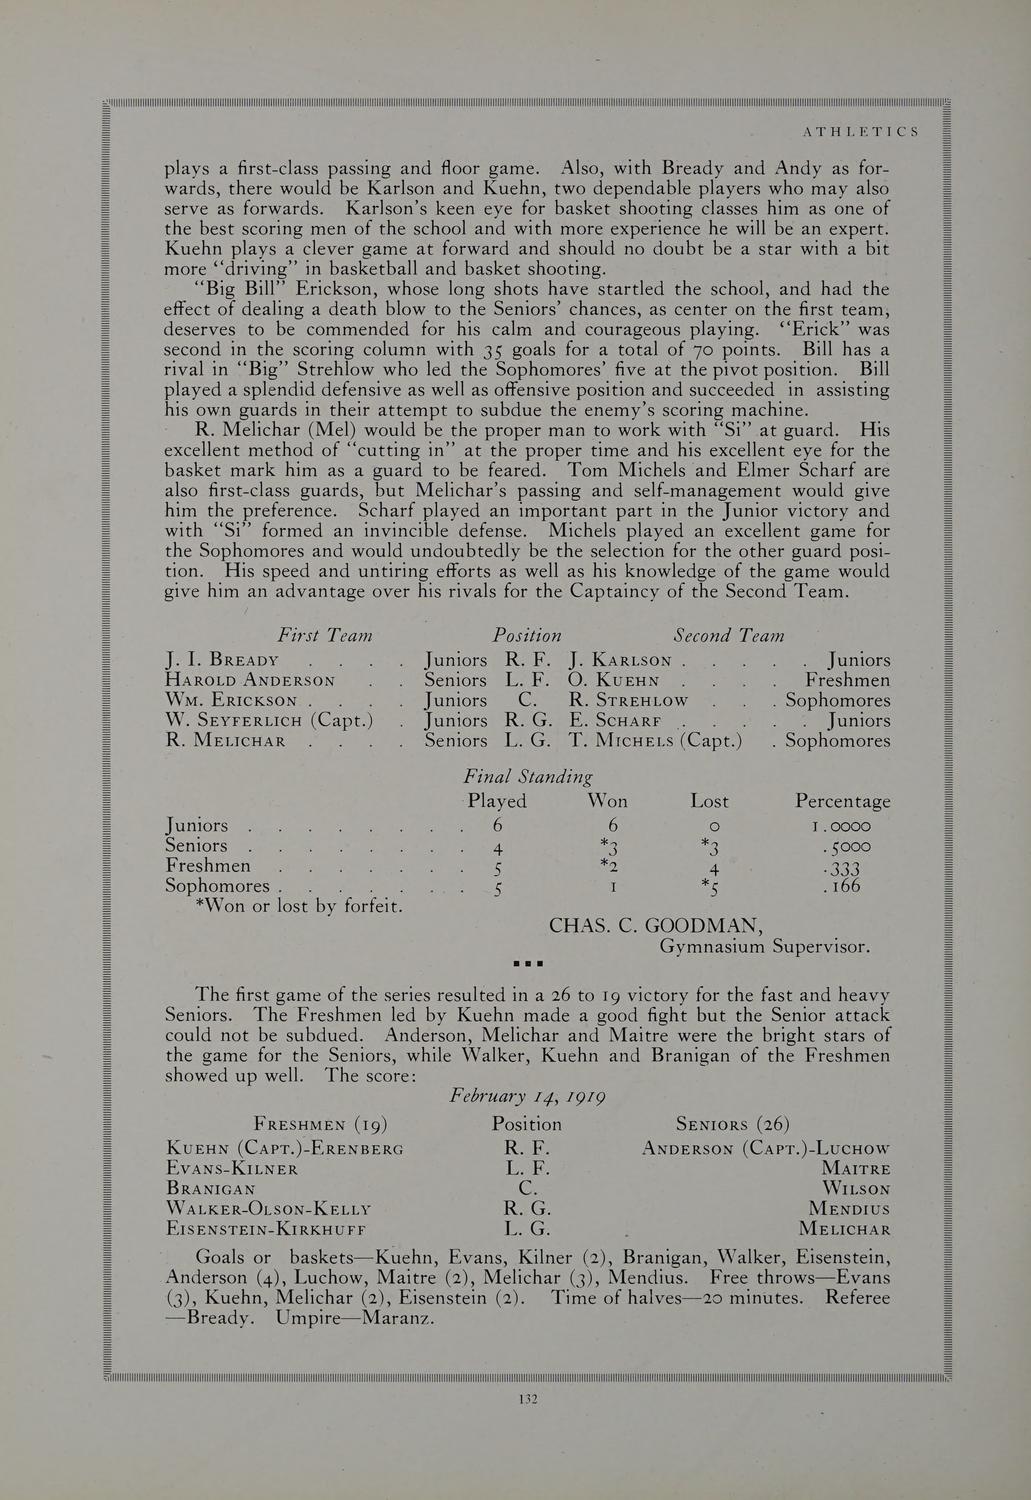 ATHLETICS
plays a first-class passing and floor game. Also, with Bready and Andy as for-
wards, there would be Karlson and Kuehn, two dependable players who may also
serve as forwards. Karlson's keen eye for basket shooting classes him as one of
the best scoring men of the school and with more experience he will be an expert.
Kuehn plays a clever game at forward and should no doubt be a star with a bit
more "driving" in basketball and basket shooting.
"Big Bill" Erickson, whose long shots have startled the school, and had the
effect of dealing a death blow to the Seniors' chances, as center on the first team,
deserves to be commended for his calm and courageous playing. "Erick" was
second in the scoring column with 35 goals for a total of 70 points. Bill has a
rival in "Big" Strehlow who led the Sophomores' five at the pivot position. Bill
played a splendid defensive as well as offensive position and succeeded in assisting
his own guards in their attempt to subdue the enemy's scoring machine.
R. Melichar (Mel) would be the proper man to work with "Si" at guard. His
excellent method of "cutting in" at the proper time and his excellent eye for the
basket mark him as a guard to be feared. Tom Michels and Elmer Scharf are
also first-class guards, but Melichar's passing and self-management would give
him the preference. Scharf played an important part in the Junior victory and
with "Si" formed an invincible defense. Michels played an excellent game for
the Sophomores and would undoubtedly be the selection for the other guard posi-
tion. His speed and untiring efforts as well as his knowledge of the game would
give him an advantage over his rivals for the Captaincy of the Second Team.
First Team Position Second Team
J. I. BREADY . . . . Juniors R. F. J. KARLSON . . . . . Juniors
HAROLD ANDERSON . . Seniors L. F. O. KUEHN . . . . Freshmen
WM. ERICKSON . . . . Juniors C. R. STREHLOW . . . Sophomores
W. SEYFERLICH (Capt.) . Juniors R. G. E. SCHARF . . . . . Juniors
R. MELICHAR . . . . Seniors L. G. T. MICHELS (Capt.) . Sophomores
Final Standing
Played Won Lost Percentage
Juniors . . . . . . . . 6 6 0 1.0000
Seniors . . . . . . . . 4 *3 *3 .5000
Freshmen . . . . . . . 5 *2 4 .333
Sophomores . . . . . . . 5 1 *5 .166
*Won or lost by forfeit.
CHAS. C. GOODMAN,
Gymnasium Supervisor.
The first game of the series resulted in a 26 to 19 victory for the fast and heavy
Seniors. The Freshmen led by Kuehn made a good fight but the Senior attack
could not be subdued. Anderson, Melichar and Maitre were the bright stars of
the game for the Seniors, while Walker, Kuehn and Branigan of the Freshmen
showed up well. The score:
February 14, 1919
FRESHMEN (19) Position SENIORS (26)
KUEHN (CAPT.)-ERENBERG R. F. ANDERSON (CAPT.)-LUCHOW
EVANS-KILNER L. F. MAITRE
BRANIGAN C. WILSON
WALKER-OLSON-KELLY R. G. MENDIUS
EISENSTEIN-KIRKHUFF L. G. MELICHAR
Goals or baskets—Kuehn, Evans, Kilner (2), Branigan, Walker, Eisenstein,
Anderson (4), Luchow, Maitre (2), Melichar (3), Mendius. Free throws—Evans
(3), Kuehn, Melichar (2), Eisenstein (2). Time of halves—20 minutes. Referee
—Bready. Umpire—Maranz.
132